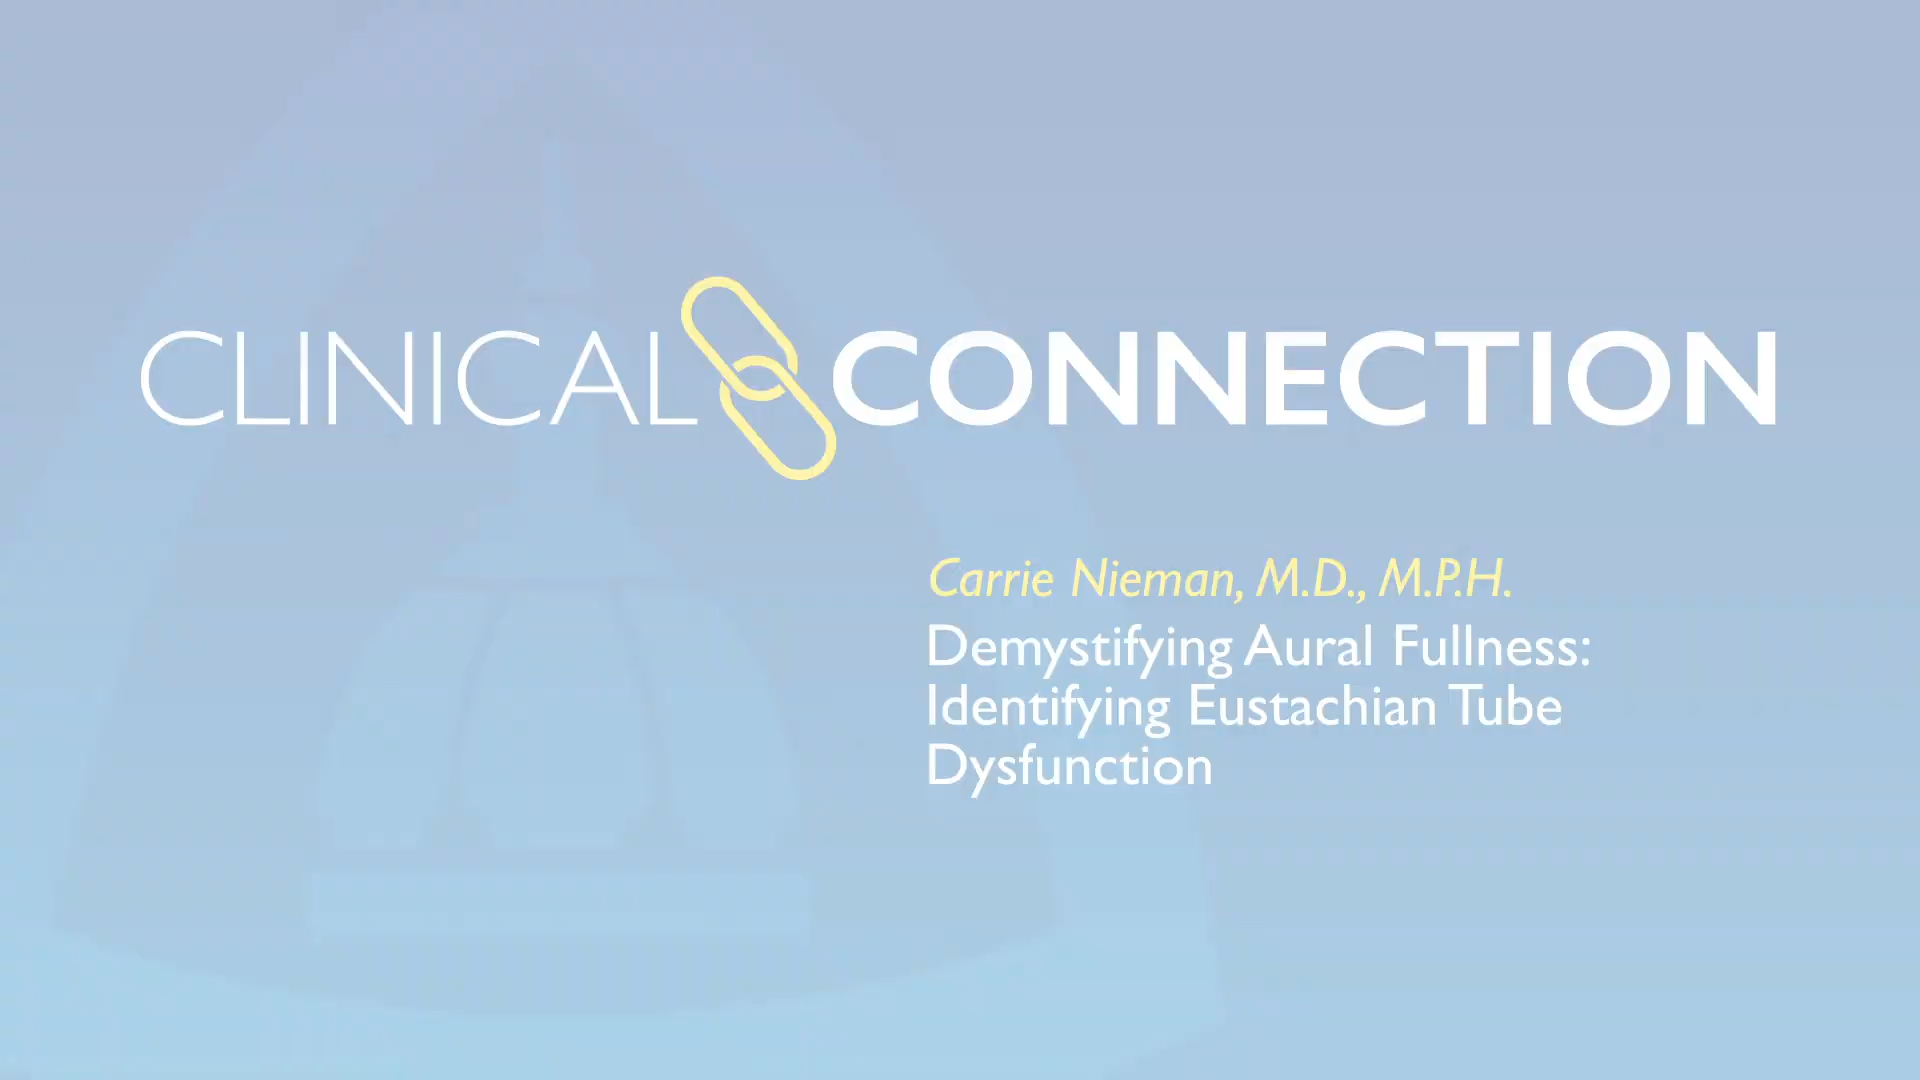 CLINICAL CONNECTION
Carrie Nieman, M.D., M.P.H.
Demystifying Aural Fullness:
Identifying Eustachian Tube
Dysfunction